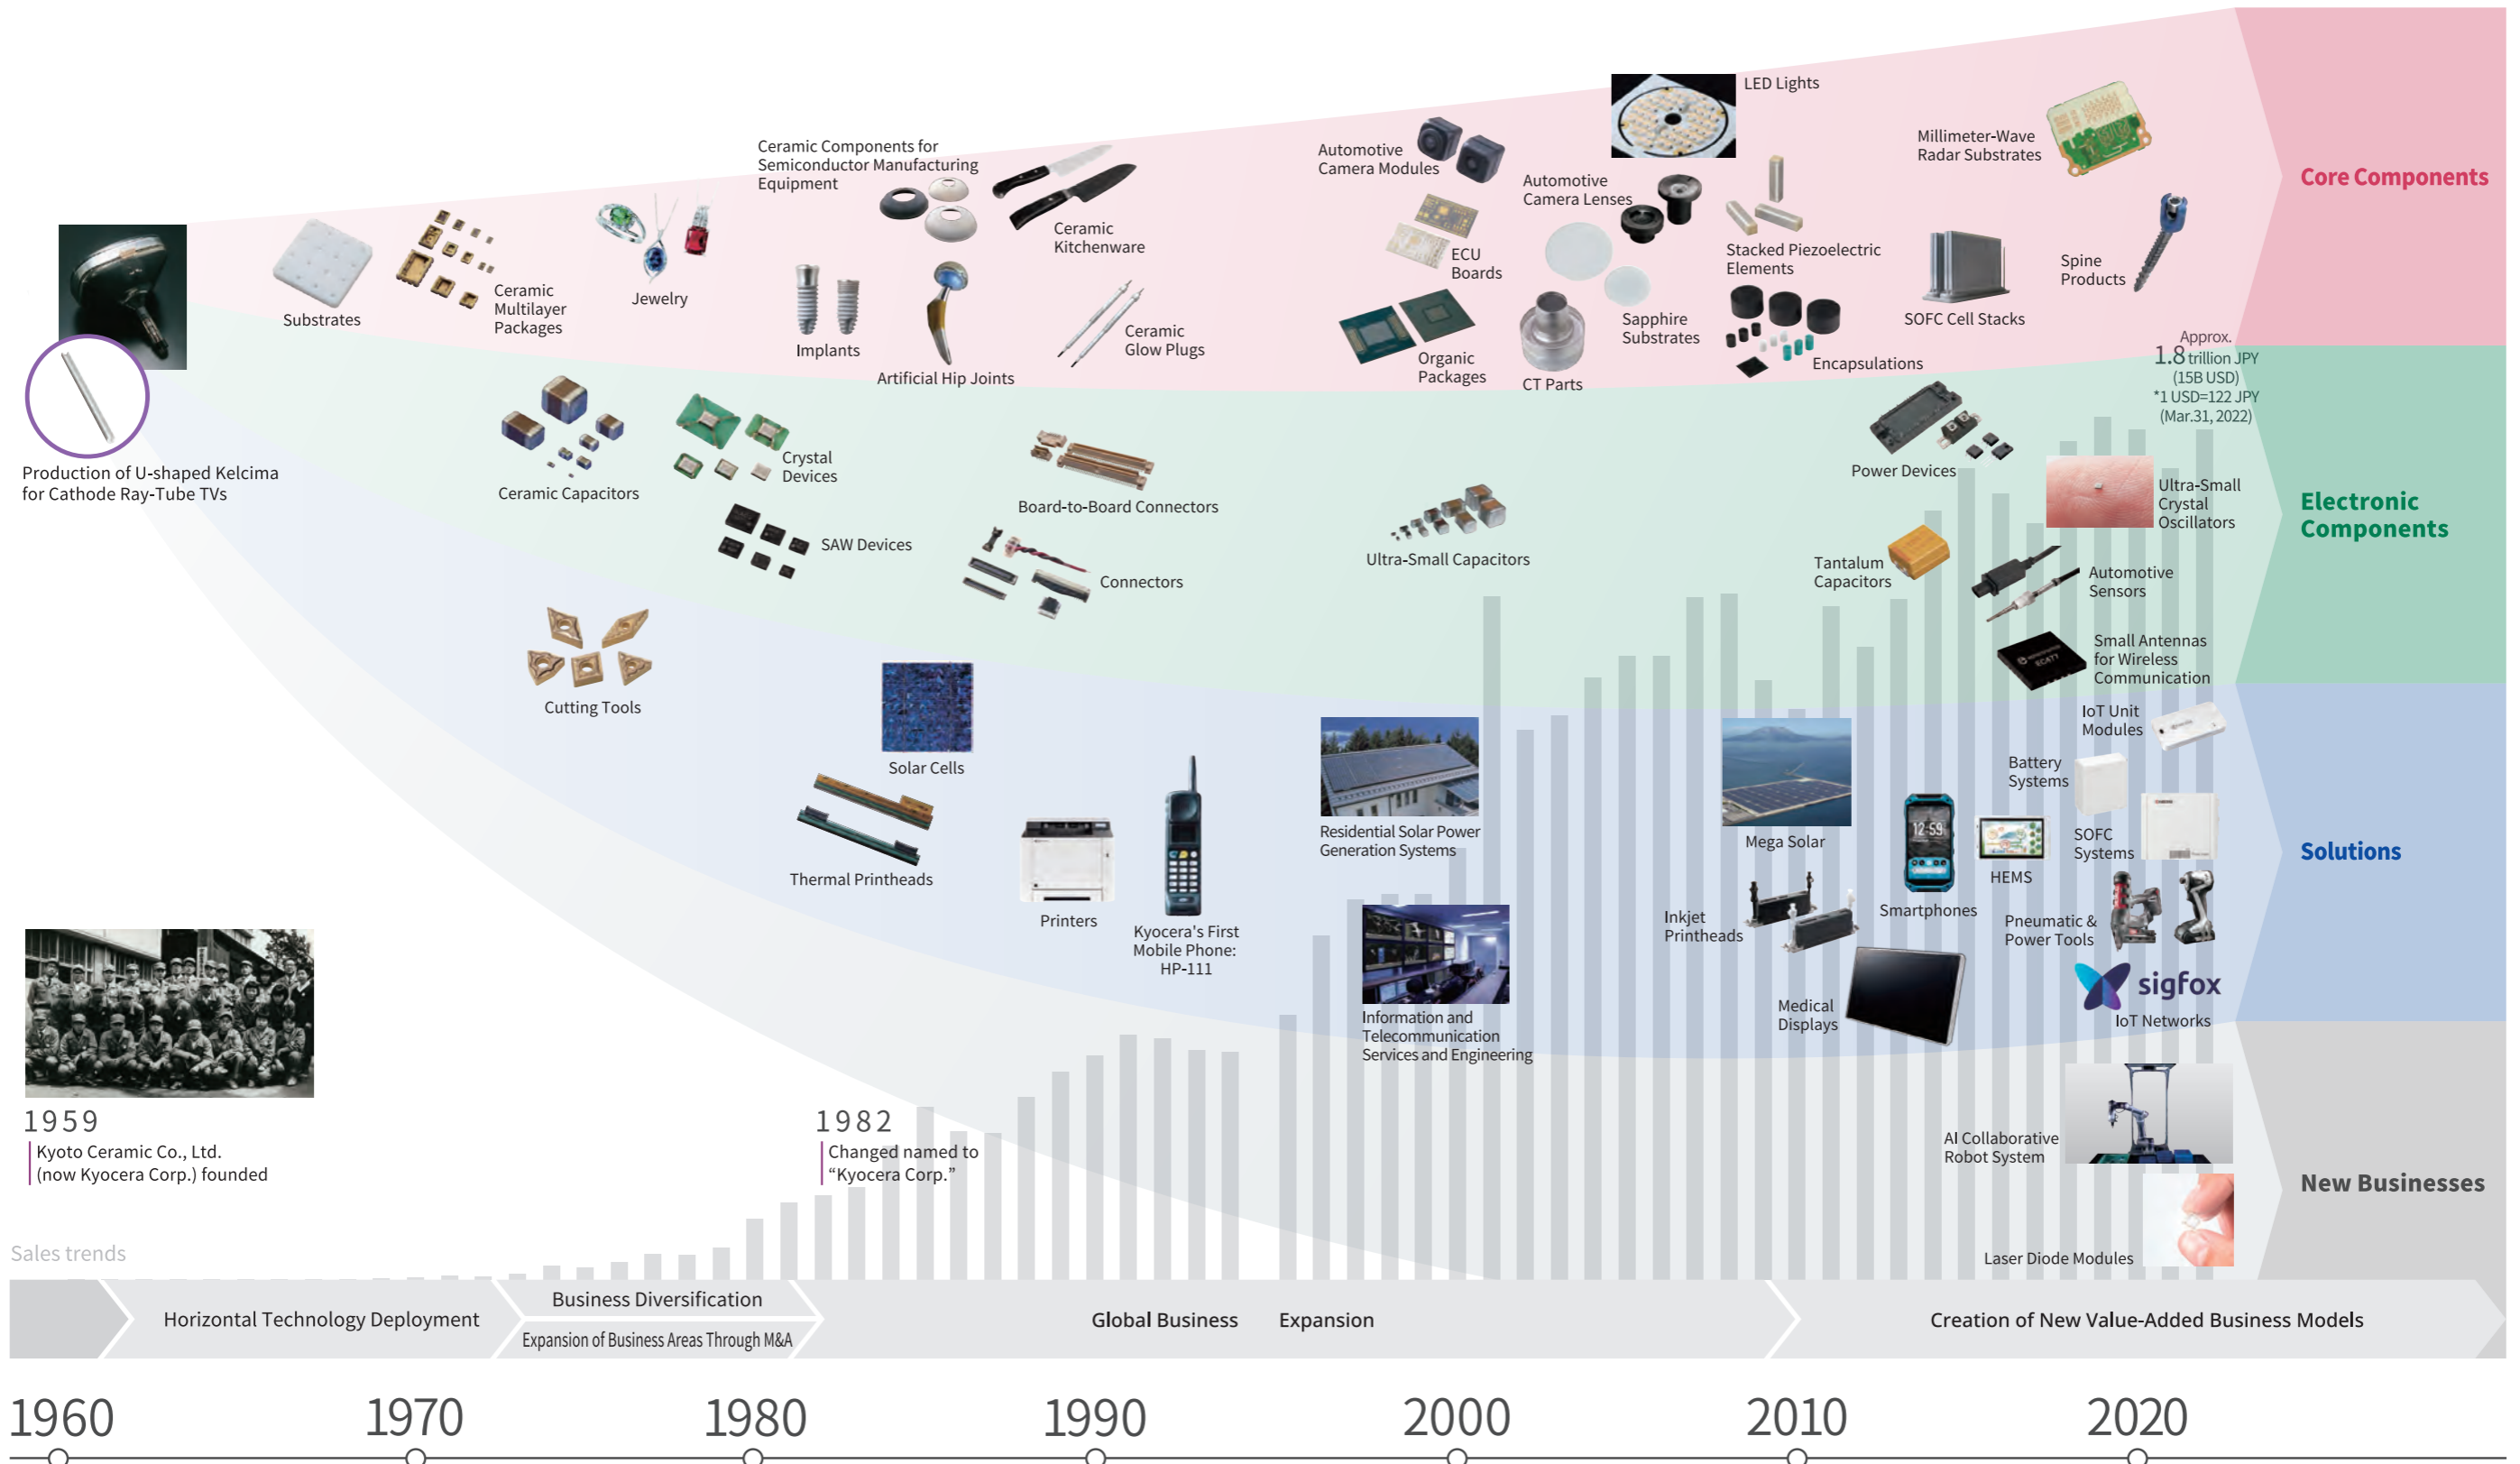 LED Lights
Ceramic Components for
Semiconductor Manufacturing
Equipment
Automotive
Camera Modules
Millimeter-Wave
Radar Substrates
Core Components
Automotive
Camera Lenses
Ceramic
Kitchenware
ECU
Boards
Stacked Piezoelectric
Elements
Spine
Products
Substrates
Ceramic
Multilayer
Packages
Jewelry
Implants
Artificial Hip Joints
Ceramic
Glow Plugs
Organic
Packages
CT Parts
Sapphire
Substrates
SOFC Cell Stacks
Encapsulations
Approx.
1.8 trillion JPY
(15B USD)
*1 USD=122 JPY
(Mar.31, 2022)
Production of U-shaped Kelcima
for Cathode Ray-Tube TVs
Ceramic Capacitors
Crystal
Devices
SAW Devices
Board-to-Board Connectors
Connectors
Ultra-Small Capacitors
Power Devices
Ultra-Small
Crystal
Oscillators
Electronic
Components
Tantalum
Capacitors
Automotive
Sensors
Small Antennas
for Wireless
Communication
Cutting Tools
Solar Cells
Thermal Printheads
Printers
Kyocera's First
Mobile Phone:
HP-111
Residential Solar Power
Generation Systems
Information and
Telecommunication
Services and Engineering
Mega Solar
Inkjet
Printheads
Medical
Displays
12-59
Smartphones
HEMS
IoT Unit
Modules
Battery
Systems
SOFC
Systems
Pneumatic &
Power Tools
sigfox
IoT Networks
Solutions
1959
Kyoto Ceramic Co., Ltd.
(now Kyocera Corp.) founded
1982
Changed named to
“Kyocera Corp.”
AI Collaborative
Robot System
Laser Diode Modules
New Businesses
Sales trends
Horizontal Technology Deployment
Business Diversification
Expansion of Business Areas Through M&A
Global Business Expansion
Creation of New Value-Added Business Models
1960
1970
1980
1990
2000
2010
2020